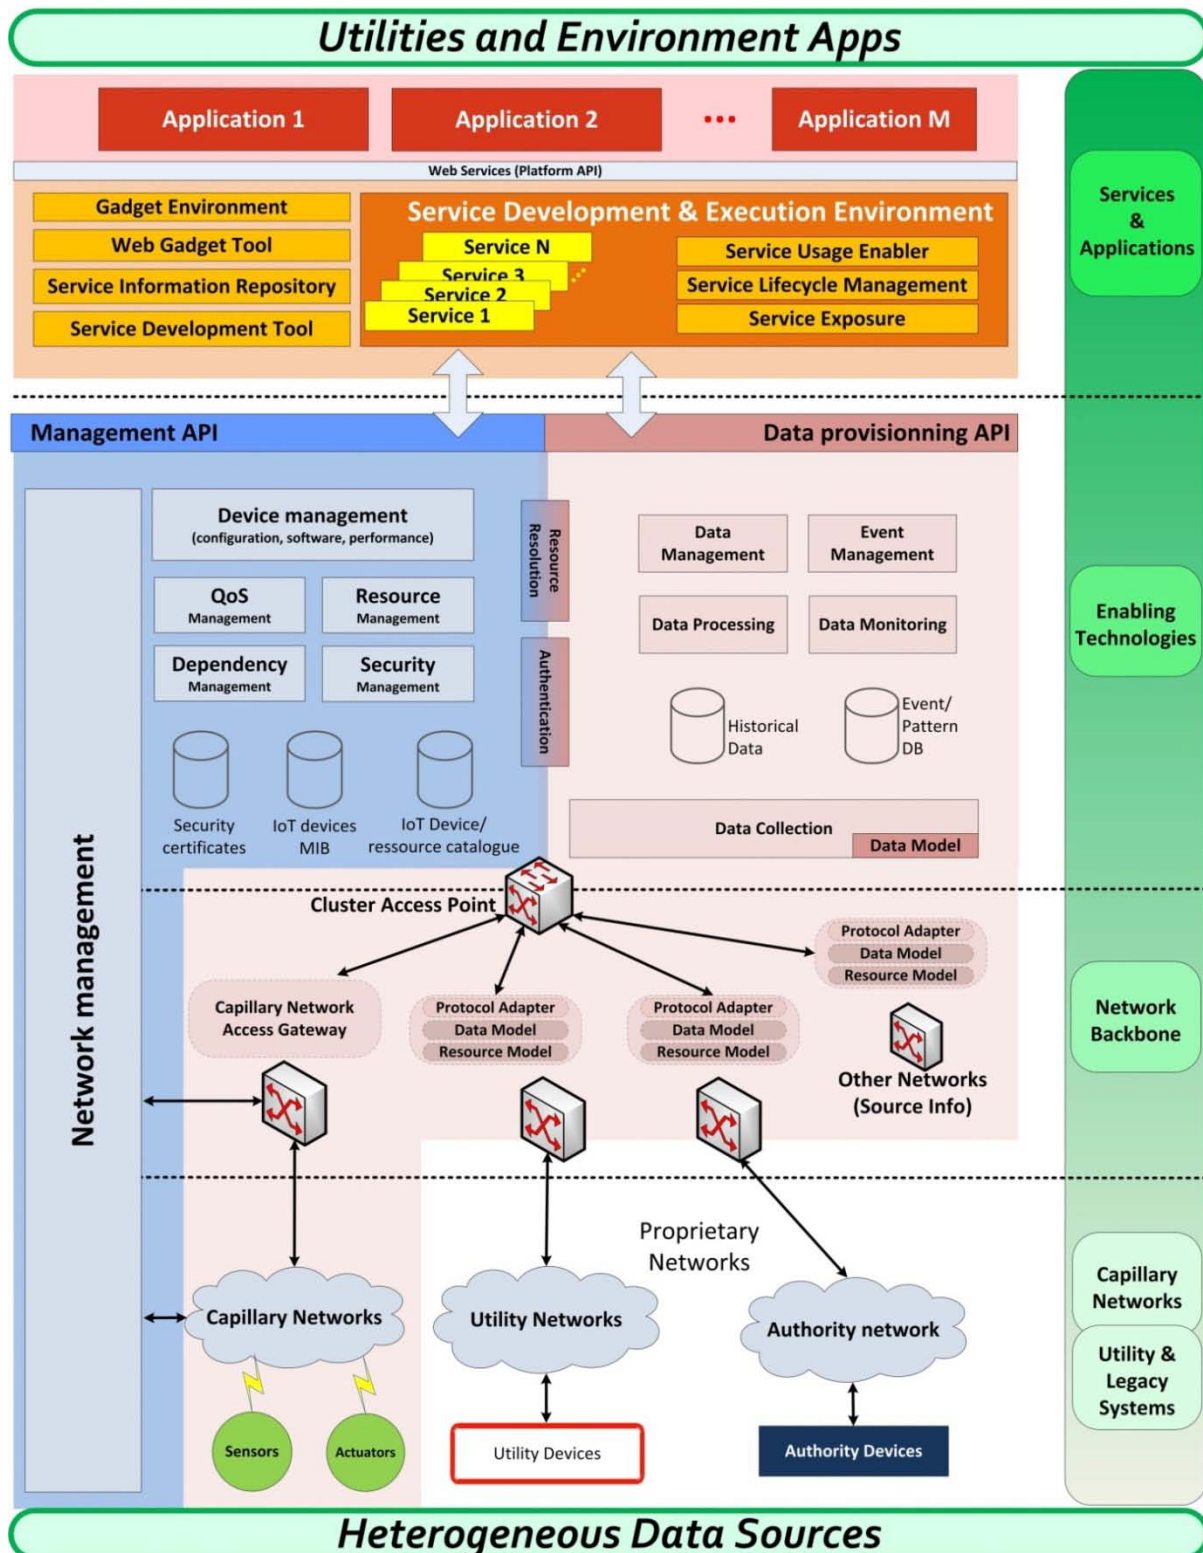 Utilities and Environment Apps
Application 1
Application 2
...
Application M
Web Services (Platform API)
Gadget Environment
Web Gadget Tool
Service Information Repository
Service Development Tool
Service Development & Execution Environment
Service N
Service 3
Service 2
Service 1
Service Usage Enabler
Service Lifecycle Management
Service Exposure
Services
&
Applications
Management API
Data provisionning API
Network management
Device management
(configuration, software, performance)
QoS
Management
Resource
Management
Dependency
Management
Security
Management
Security
certificates
IoT devices
MIB
IoT Device/
ressource catalogue
Resource
Resolution
Authentication
Data
Management
Event
Management
Data Processing
Data Monitoring
Historical
Data
Event/
Pattern
DB
Data Collection
Data Model
Enabling
Technologies
Cluster Access Point
Capillary Network
Access Gateway
Protocol Adapter
Data Model
Resource Model
Protocol Adapter
Data Model
Resource Model
Protocol Adapter
Data Model
Resource Model
Other Networks
(Source Info)
Network
Backbone
Proprietary
Networks
Capillary Networks
Utility Networks
Authority network
Sensors
Actuators
Utility Devices
Authority Devices
Capillary
Networks
Utility &
Legacy
Systems
Heterogeneous Data Sources